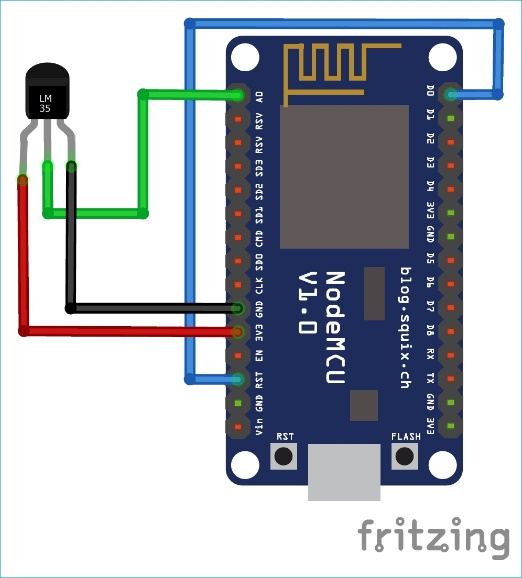 LM
35
A0
RSV
RSV
SD3
SD2
SD1
CMD
SD0
CLK
GND
3V3
EN
RST
GND
Vin
D0
D1
D2
D3
D4
3V3
GND
D5
D6
D7
D8
RX
TX
GND
3V3
NodeMCU
V1.0
blog.squix.ch
RST
FLASH
fritzing